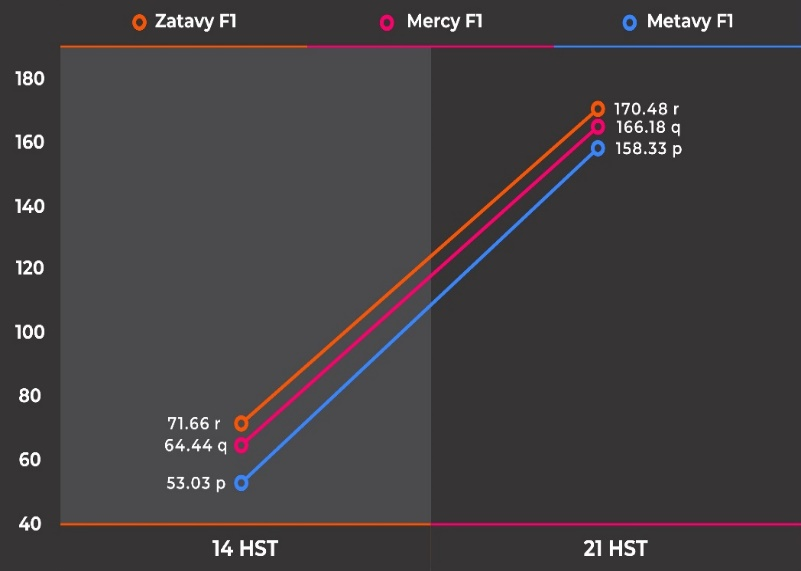 Zatavy F1 Mercy F1 Metavy F1
180
160
140
120
100
80
60
40
170.48 r
166.18 q
158.33 p
71.66 r
64.44 q
53.03 p
14 HST 21 HST